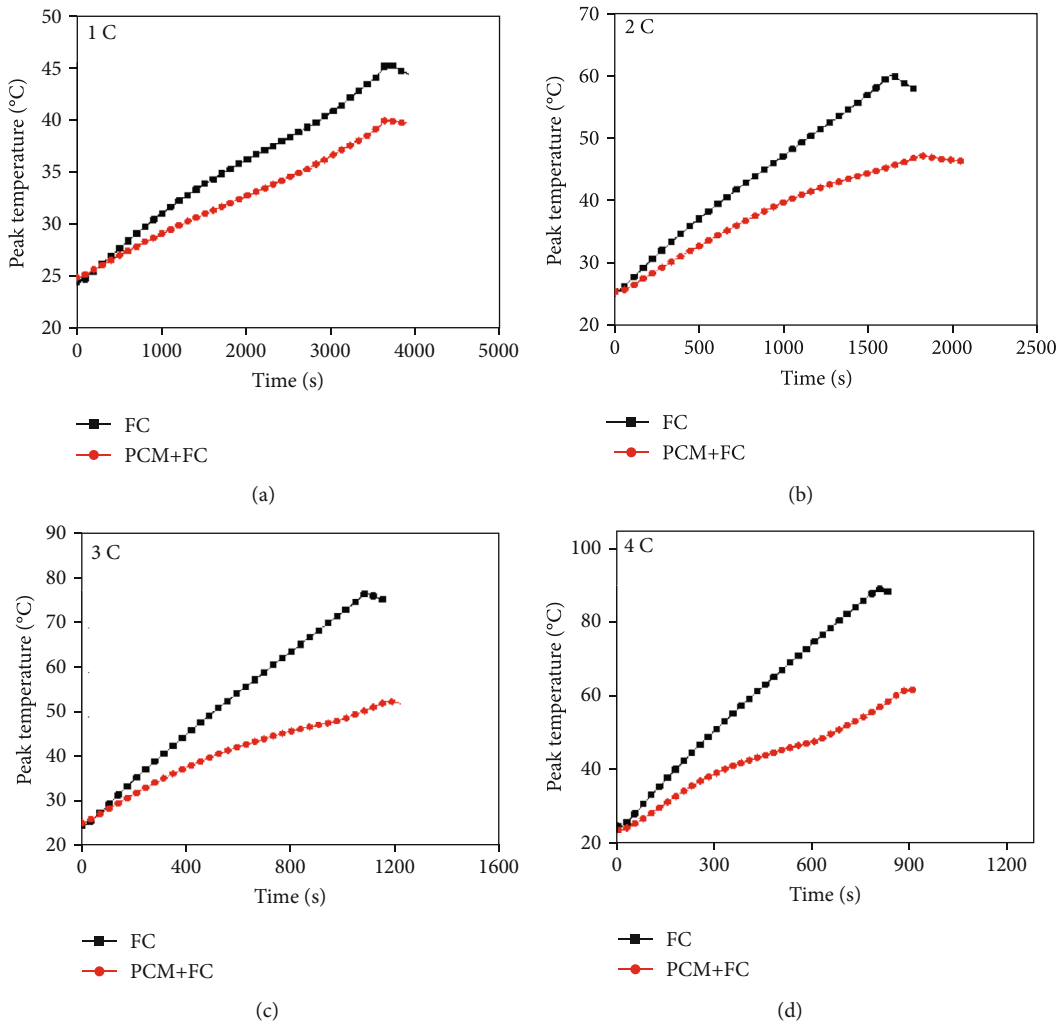 1 C
Peak temperature (°C)
50
45
40
35
30
25
20
0 1000 2000 3000 4000 5000
Time (s)
FC
PCM+FC
(a)
2 C
Peak temperature (°C)
70
60
50
40
30
20
0 500 1000 1500 2000 2500
Time (s)
FC
PCM+FC
(b)
3 C
Peak temperature (°C)
90
80
70
60
50
40
30
20
0 400 800 1200 1600
Time (s)
FC
PCM+FC
(c)
4 C
Peak temperature (°C)
100
80
60
40
20
0 300 600 900 1200
Time (s)
FC
PCM+FC
(d)